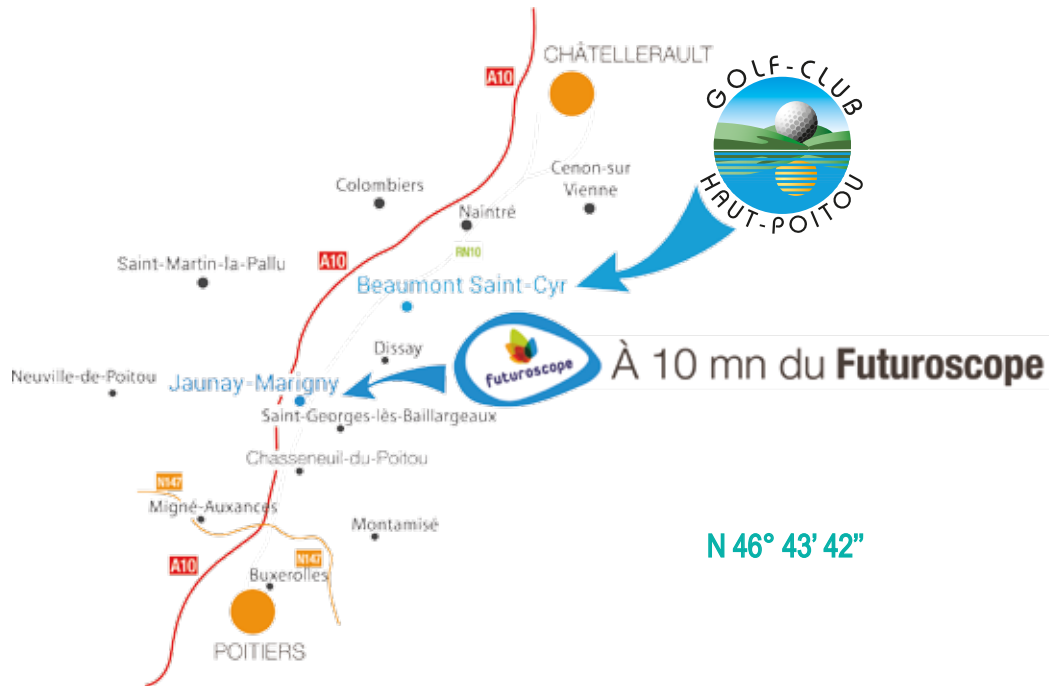 CHÂTELLERAULT
A10
GOLF-CLUB
HAUT-POITOU
Cenon-sur
Vienne
Colombiers
Naintré
RN10
A10
Saint-Martin-la-Pallu
Beaumont Saint-Cyr
Dissay
futuroscope
À 10 mn du Futuroscope
Neuville-de-Poitou
Jaunay-Marigny
Saint-Georges-lès-Baillargeaux
Chasseneuil-du-Poitou
N147
Migné-Auxances
Montamisé
N 46° 43’ 42”
A10
N147
Buxerolles
POITIERS